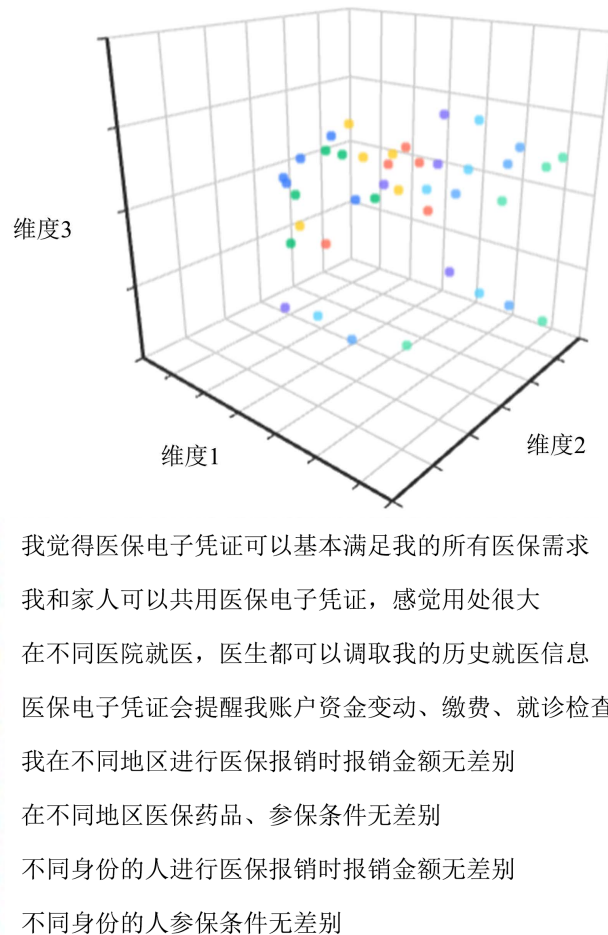 维度3
维度1
维度2
我觉得医保电子凭证可以基本满足我的所有医保需求
我和家人可以共用医保电子凭证，感觉用处很大
在不同医院就医，医生都可以调取我的历史就医信息
医保电子凭证会提醒我账户资金变动、缴费、就诊检查
我在不同地区进行医保报销时报销金额无差别
在不同地区医保药品、参保条件无差别
不同身份的人进行医保报销时报销金额无差别
不同身份的人参保条件无差别